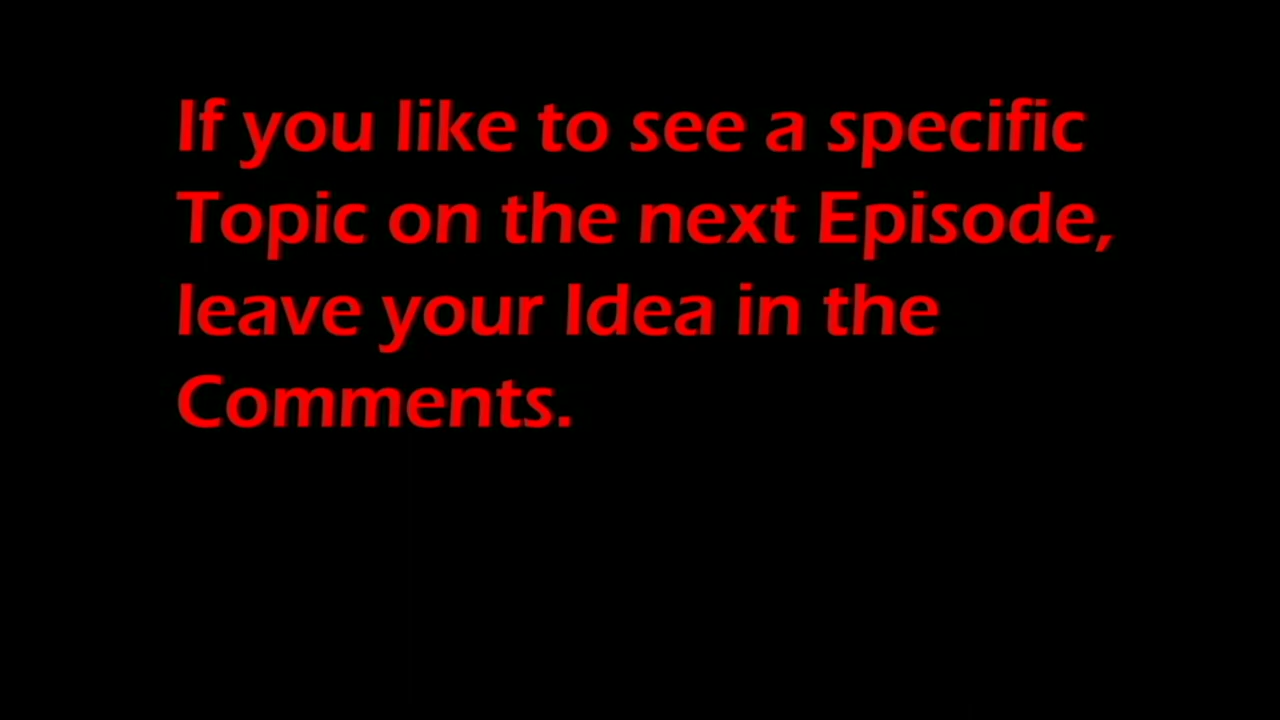 If you like to see a specific
Topic on the next Episode,
leave your Idea in the
Comments.